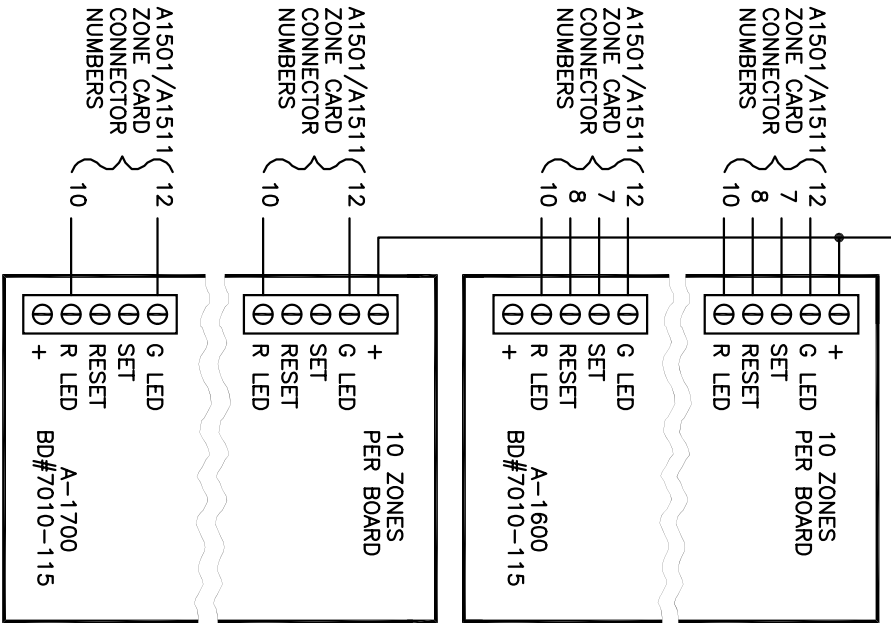 A1501/A1511
ZONE CARD
CONNECTOR
NUMBERS
12
7
8
10
+
G LED
SET
RESET
R LED
10 ZONES
PER BOARD
A1501/A1511
ZONE CARD
CONNECTOR
NUMBERS
12
7
8
10
G LED
SET
RESET
R LED
+
A-1600
BD#7010-115
A1501/A1511
ZONE CARD
CONNECTOR
NUMBERS
12
10
+
G LED
SET
RESET
R LED
10 ZONES
PER BOARD
A1501/A1511
ZONE CARD
CONNECTOR
NUMBERS
12
10
G LED
SET
RESET
R LED
+
A-1700
BD#7010-115